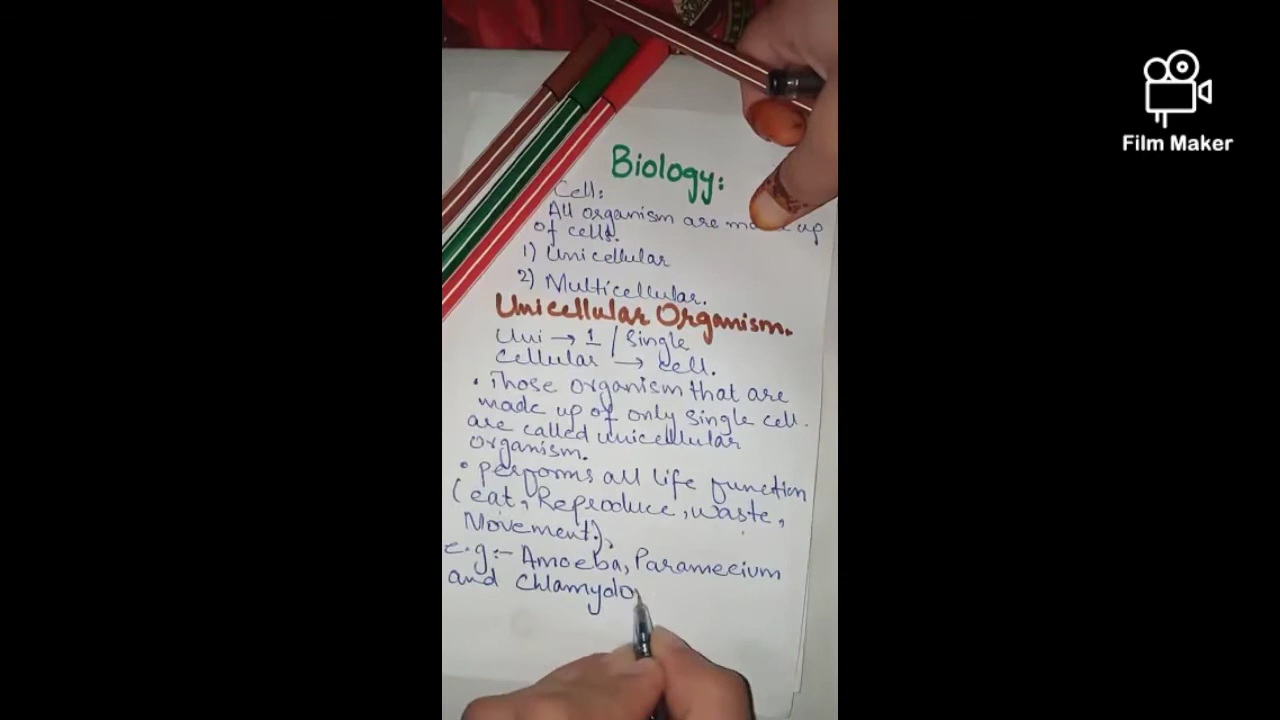 Biology:
Cell:
All organism are made up
of cells.
1) Unicellular
2) Multicellular.
Unicellular Organism.
Uni → 1 / Single
Cellular → cell.
• Those organism that are
made up of only single cell.
are called unicellular
organism.
• performs all life function
(eat, Reproduce, waste,
Movement).
e.g:- Amoeba, Paramecium
and Chlamydo
Film Maker